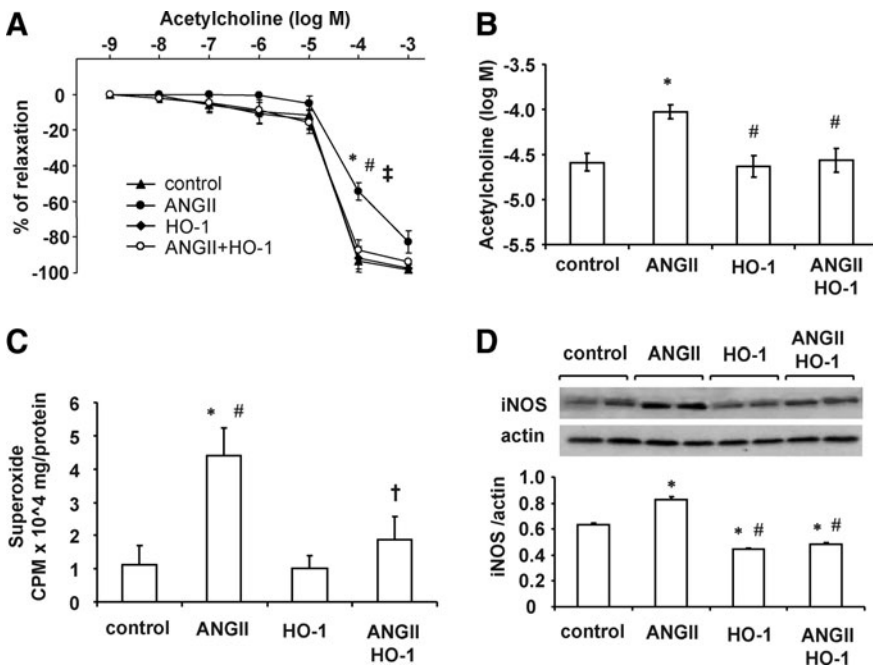 A
Acetylcholine (log M)
-9 -8 -7 -6 -5 -4 -3
% of relaxation
0
-20
-40
-60
-80
-100
* # ‡
control
ANGII
HO-1
ANGII+HO-1
B
Acetylcholine (log M)
-3.5
-4.0
-4.5
-5.0
-5.5
*
#
#
control ANGII HO-1 ANGII
HO-1
C
Superoxide
CPM x 10^4 mg/protein
6
5
4
3
2
1
0
* #
†
control ANGII HO-1 ANGII
HO-1
D
control ANGII HO-1 ANGII
HO-1
iNOS
actin
iNOS /actin
1.0
0.8
0.6
0.4
0.2
0
*
* #
* #
control ANGII HO-1 ANGII
HO-1